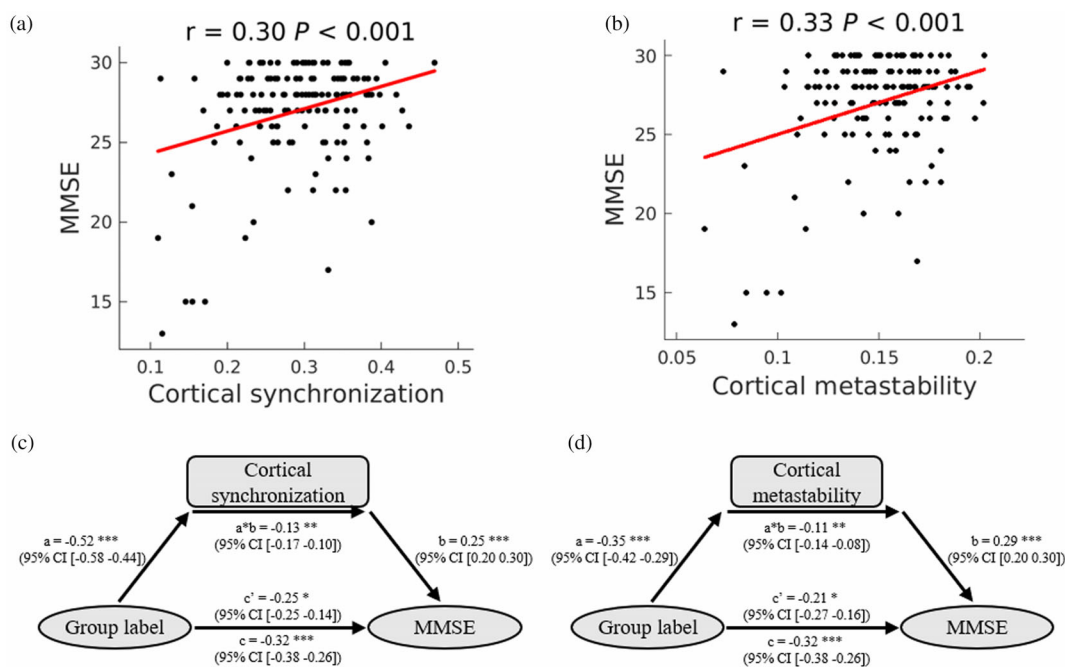 (a)
r = 0.30 P < 0.001
MMSE
30
25
20
15
0.1 0.2 0.3 0.4 0.5
Cortical synchronization
(b)
r = 0.33 P < 0.001
MMSE
30
25
20
15
0.05 0.1 0.15 0.2
Cortical metastability
(c)
Cortical
synchronization
a = -0.52 ***
(95% CI [-0.58 -0.44])
a*b = -0.13 **
(95% CI [-0.17 -0.10])
b = 0.25 ***
(95% CI [0.20 0.30])
Group label
c' = -0.25 *
(95% CI [-0.25 -0.14])
c = -0.32 ***
(95% CI [-0.38 -0.26])
MMSE
(d)
Cortical
metastability
a = -0.35 ***
(95% CI [-0.42 -0.29])
a*b = -0.11 **
(95% CI [-0.14 -0.08])
b = 0.29 ***
(95% CI [0.20 0.30])
Group label
c' = -0.21 *
(95% CI [-0.27 -0.16])
c = -0.32 ***
(95% CI [-0.38 -0.26])
MMSE